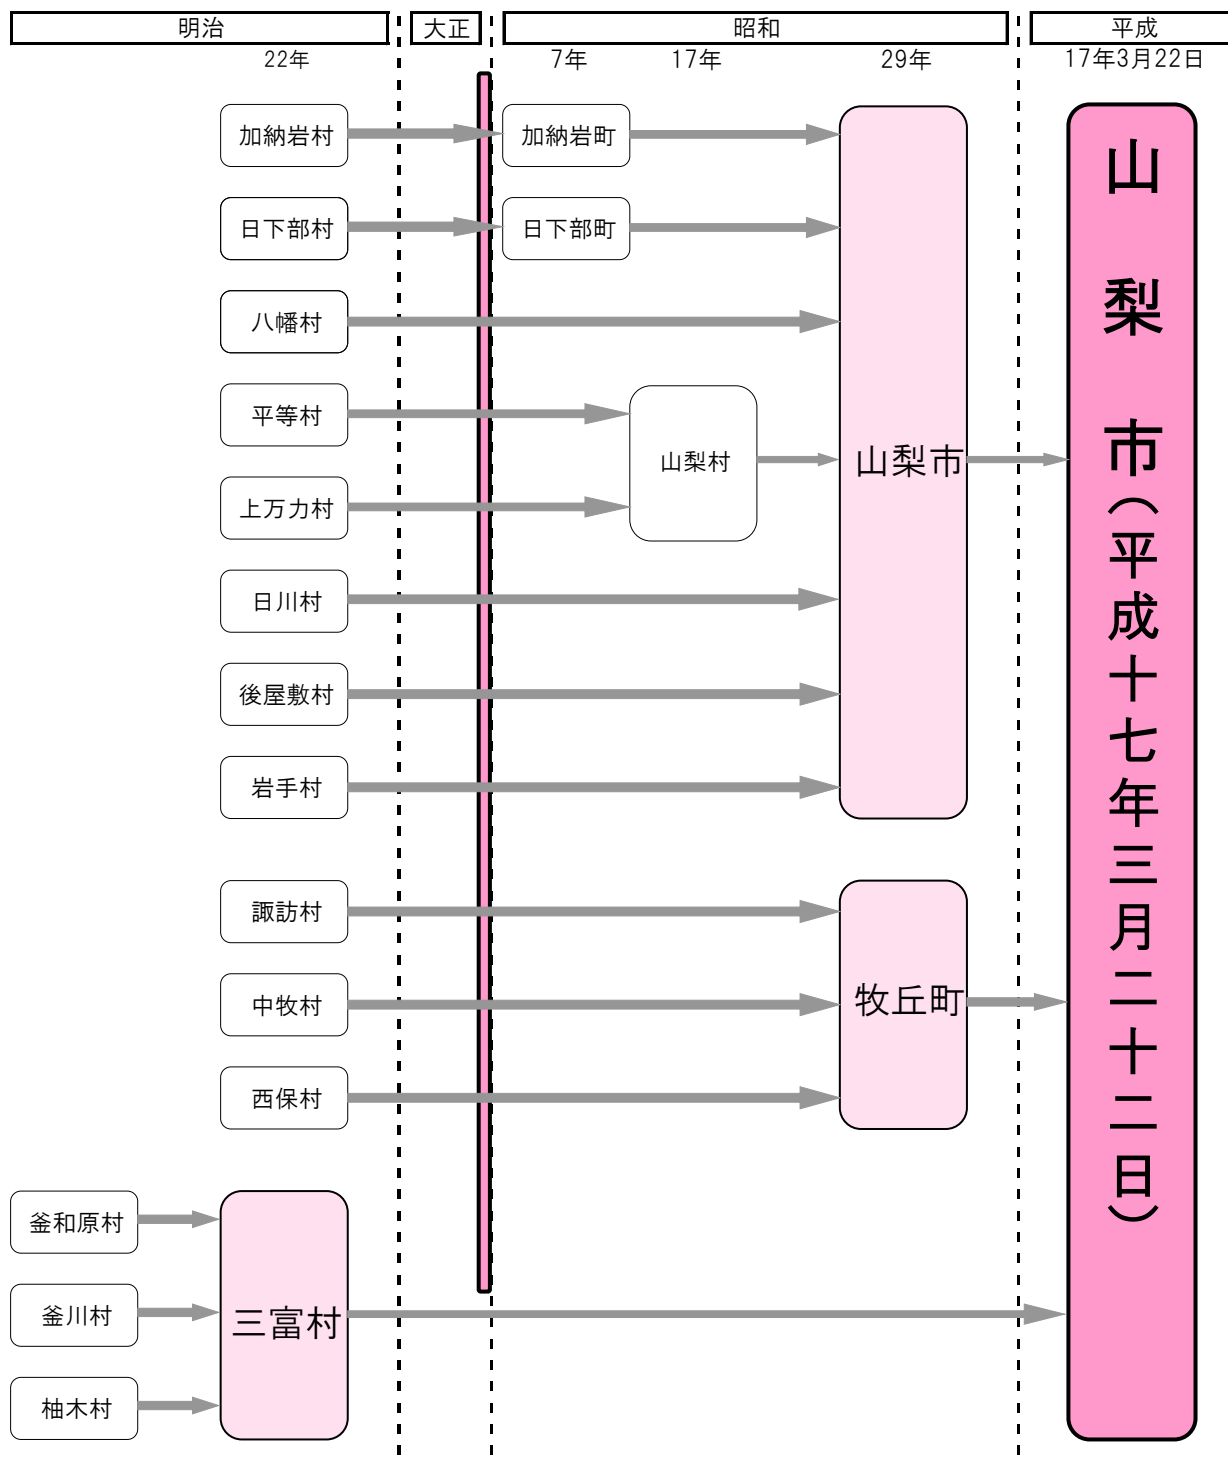 明治
大正
昭和
平成
22年
7年
17年
29年
17年3月22日
加納岩村
加納岩町
日下部村
日下部町
八幡村
平等村
上万力村
山梨村
日川村
後屋敷村
岩手村
山梨市
諏訪村
中牧村
西保村
牧丘町
釜和原村
釜川村
柚木村
三富村
山梨市(平成十七年三月二十二日)